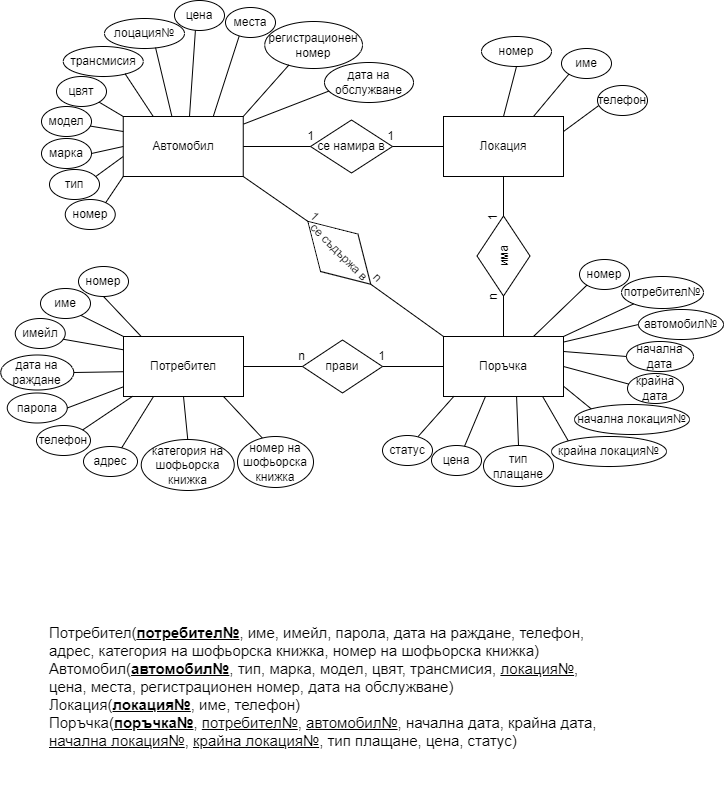 цена
лоцация№
места
регистрационен
номер
трансмисия
дата на
обслужване
цвят
модел
марка
тип
номер
Автомобил
1
се намира в
1
Локация
номер
име
телефон
1
се съдържа в
n
1
има
n
номер
име
имейл
дата на
раждане
парола
телефон
адрес
категория на
шофьорска
книжка
номер на
шофьорска
книжка
Потребител
n
прави
1
Поръчка
номер
потребител№
автомобил№
начална
дата
крайна
дата
начална локация№
крайна локация№
статус
цена
тип
плащане
Потребител(потребител№, име, имейл, парола, дата на раждане, телефон,
адрес, категория на шофьорска книжка, номер на шофьорска книжка)
Автомобил(автомобил№, тип, марка, модел, цвят, трансмисия, локация№,
цена, места, регистрационен номер, дата на обслужване)
Локация(локация№, име, телефон)
Поръчка(поръчка№, потребител№, автомобил№, начална дата, крайна дата,
начална локация№, крайна локация№, тип плащане, цена, статус)